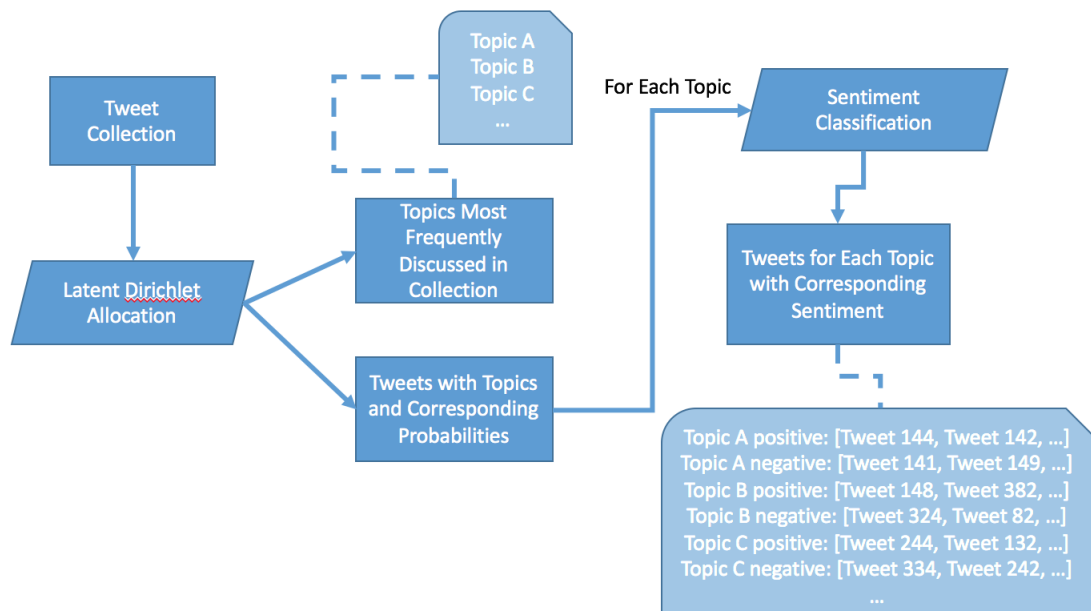 Tweet
Collection
Latent Dirichlet
Allocation
Topic A
Topic B
Topic C
...
Topics Most
Frequently
Discussed in
Collection
Tweets with Topics
and Corresponding
Probabilities
For Each Topic
Sentiment
Classification
Tweets for Each Topic
with Corresponding
Sentiment
Topic A positive: [Tweet 144, Tweet 142, ...]
Topic A negative: [Tweet 141, Tweet 149, ...]
Topic B positive: [Tweet 148, Tweet 382, ...]
Topic B negative: [Tweet 324, Tweet 82, ...]
Topic C positive: [Tweet 244, Tweet 132, ...]
Topic C negative: [Tweet 334, Tweet 242, ...]
...